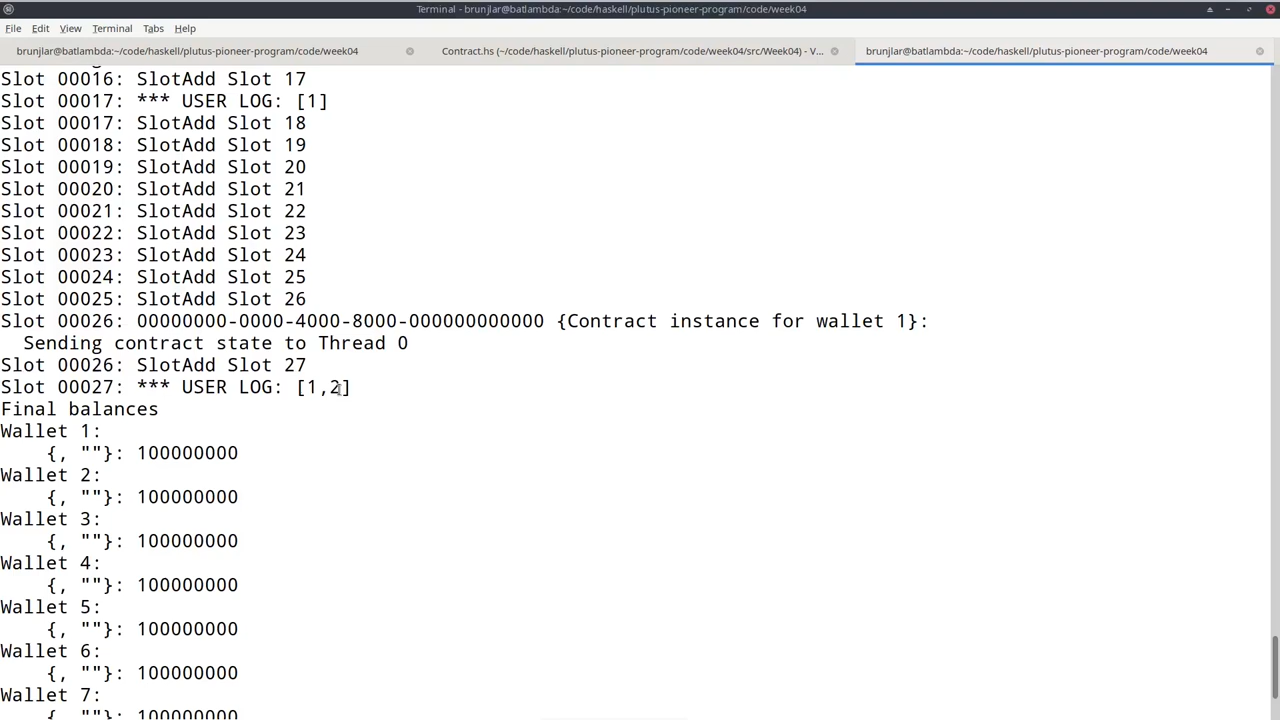 Terminal - brunjlar@batlambda:~/code/haskell/plutus-pioneer-program/code/week04
File Edit View Terminal Tabs Help
brunjlar@batlambda:~/code/haskell/plutus-pioneer-program/code/week04
Contract.hs (~/code/haskell/plutus-pioneer-program/code/week04/src/Week04) - V...
brunjlar@batlambda:~/code/haskell/plutus-pioneer-program/code/week04
Slot 00016: SlotAdd Slot 17
Slot 00017: *** USER LOG: [1]
Slot 00017: SlotAdd Slot 18
Slot 00018: SlotAdd Slot 19
Slot 00019: SlotAdd Slot 20
Slot 00020: SlotAdd Slot 21
Slot 00021: SlotAdd Slot 22
Slot 00022: SlotAdd Slot 23
Slot 00023: SlotAdd Slot 24
Slot 00024: SlotAdd Slot 25
Slot 00025: SlotAdd Slot 26
Slot 00026: 00000000-0000-4000-8000-000000000000 {Contract instance for wallet 1}:
  Sending contract state to Thread 0
Slot 00026: SlotAdd Slot 27
Slot 00027: *** USER LOG: [1,2]
Final balances
Wallet 1:
    {, ""}: 100000000
Wallet 2:
    {, ""}: 100000000
Wallet 3:
    {, ""}: 100000000
Wallet 4:
    {, ""}: 100000000
Wallet 5:
    {, ""}: 100000000
Wallet 6:
    {, ""}: 100000000
Wallet 7:
    {, ""}: 100000000